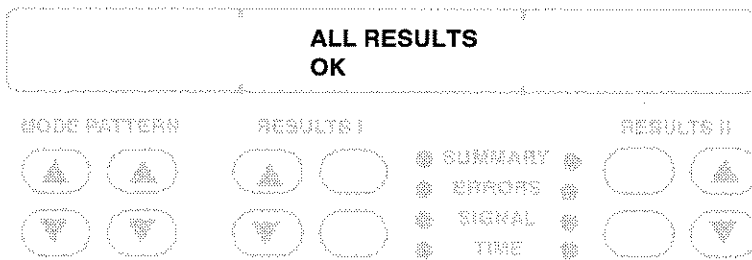 ALL RESULTS
OK
MODE PATTERN RESULTS I RESULTS II
SUMMARY
ERRORS
SIGNAL
TIME